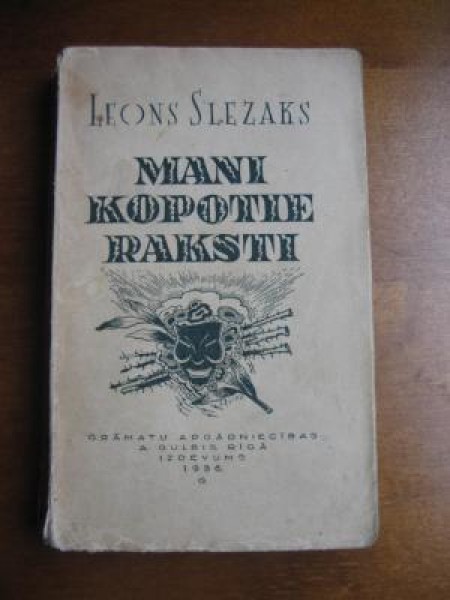 LEONS SLEZAKS
MANI
KOPOTIE
RAKSTI
GRĀMATU APGĀDNIECĪBAS
A. GULBIS RĪGĀ
IZDEVUMS
1936